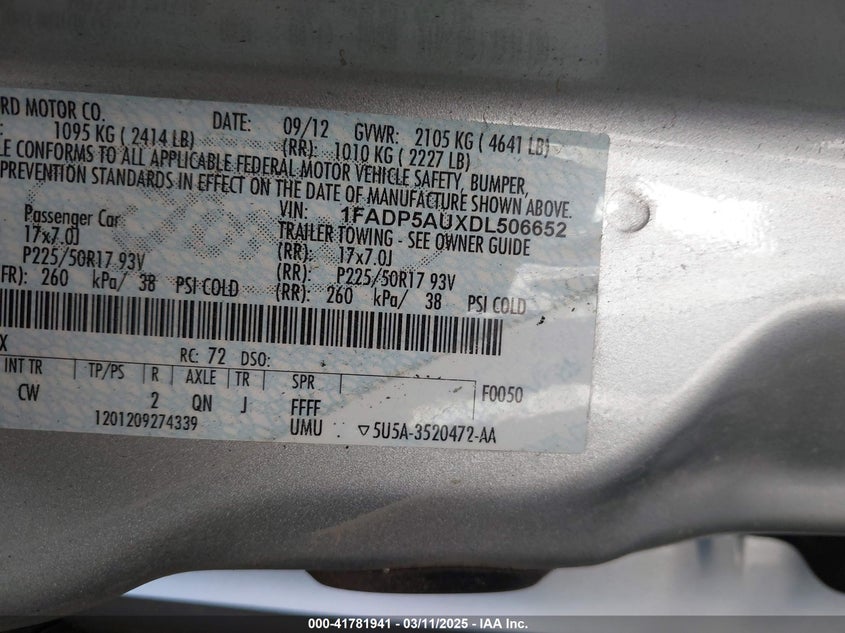 RD MOTOR CO. DATE: 09/12 GVWR: 2105 KG ( 4641 LB)
: 1095 KG ( 2414 LB) (RR): 1010 KG ( 2227 LB)
LE CONFORMS TO ALL APPLICABLE FEDERAL MOTOR VEHICLE SAFETY, BUMPER,
PREVENTION STANDARDS IN EFFECT ON THE DATE OF MANUFACTURE SHOWN ABOVE.
VIN: 1FADP5AUXDL506652
Passenger Car TRAILER TOWING - SEE OWNER GUIDE
17x7.0J (RR): 17x7.0J
P225/50R17 93V (RR): P225/50R17 93V
FR): 260 kPa/ 38 PSI COLD (RR): 260 kPa/ 38 PSI COLD
X RC: 72 DSO:
INT TR TP/PS R AXLE TR SPR F0050
CW 2 QN J FFFF
1201209274339 UMU ▽5U5A-3520472-AA
000-41781941 - 03/11/2025 - IAA Inc.